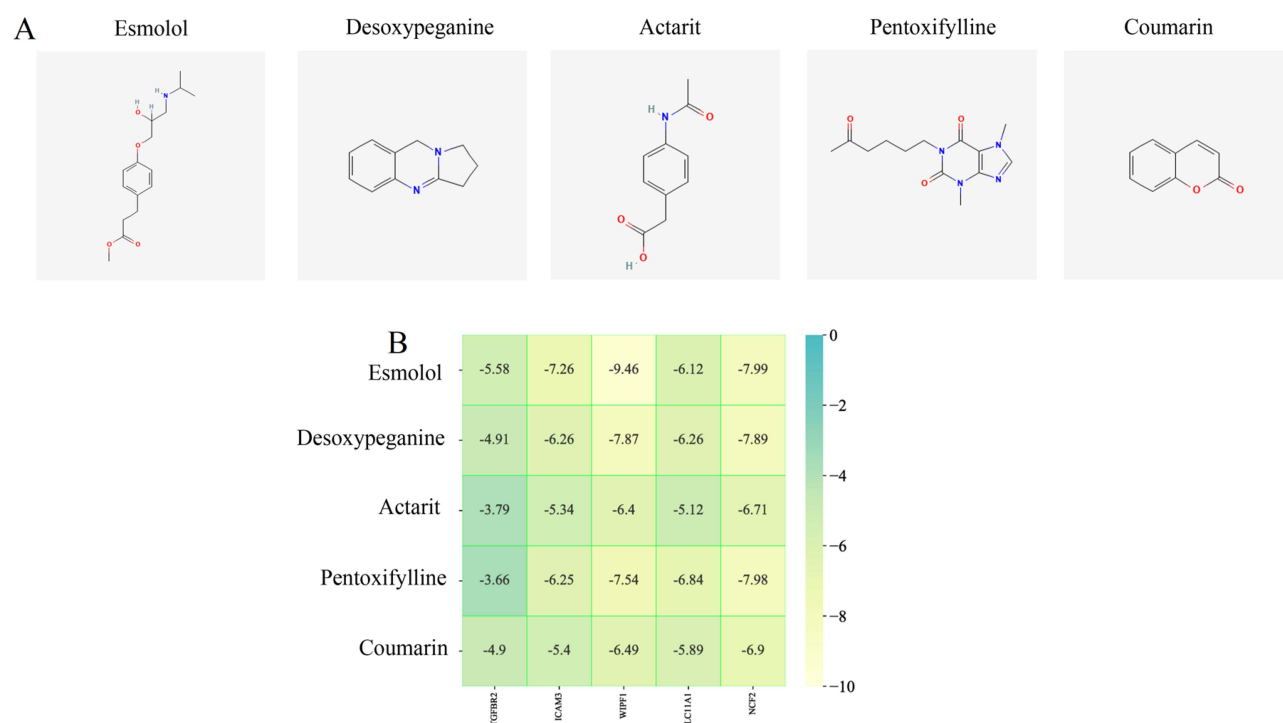 A
Esmolol
Desoxypeganine
Actarit
Pentoxifylline
Coumarin
H N
H H
O
O
O O
N
N
H N
O
O
O
H
O O
N N
O N N
O O
B
Esmolol -5.58 -7.26 -9.46 -6.12 -7.99
Desoxypeganine -4.91 -6.26 -7.87 -6.26 -7.89
Actarit -3.79 -5.34 -6.4 -5.12 -6.71
Pentoxifylline -3.66 -6.25 -7.54 -6.84 -7.98
Coumarin -4.9 -5.4 -6.49 -5.89 -6.9
TGFBR2 ICAM3 WIPF1 LC11A1 NCF2
0
−2
−4
−6
−8
−10